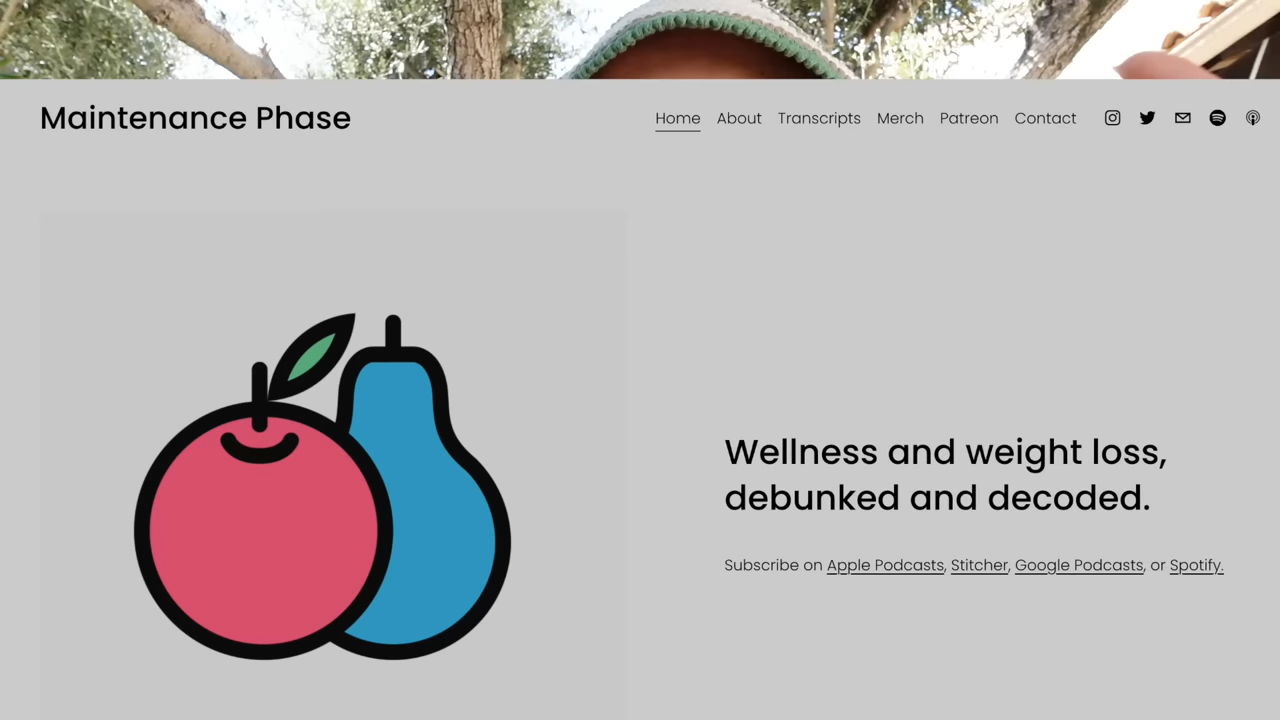 Maintenance Phase
Home About Transcripts Merch Patreon Contact
Wellness and weight loss,
debunked and decoded.
Subscribe on Apple Podcasts, Stitcher, Google Podcasts, or Spotify.